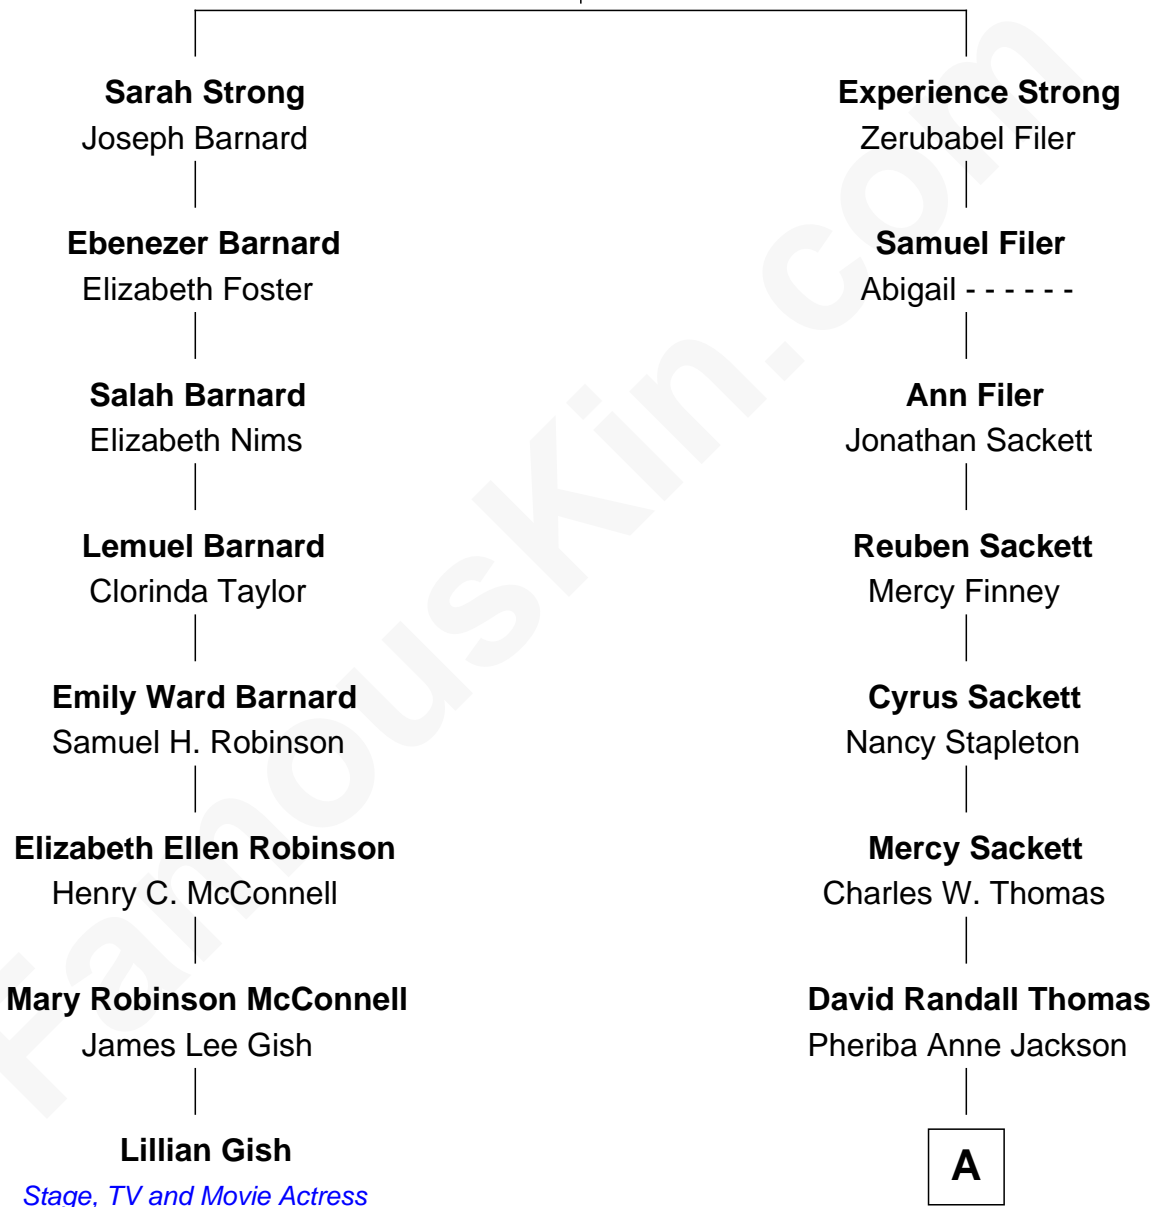 Sarah Strong
Joseph Barnard
Experience Strong
Zerubabel Filer
Ebenezer Barnard
Elizabeth Foster
Samuel Filer
Abigail - - - - - -
Salah Barnard
Elizabeth Nims
Ann Filer
Jonathan Sackett
Lemuel Barnard
Clorinda Taylor
Reuben Sackett
Mercy Finney
Emily Ward Barnard
Samuel H. Robinson
Cyrus Sackett
Nancy Stapleton
Elizabeth Ellen Robinson
Henry C. McConnell
Mercy Sackett
Charles W. Thomas
Mary Robinson McConnell
James Lee Gish
David Randall Thomas
Pheriba Anne Jackson
Lillian Gish
Stage, TV and Movie Actress
A
FamousKin.com